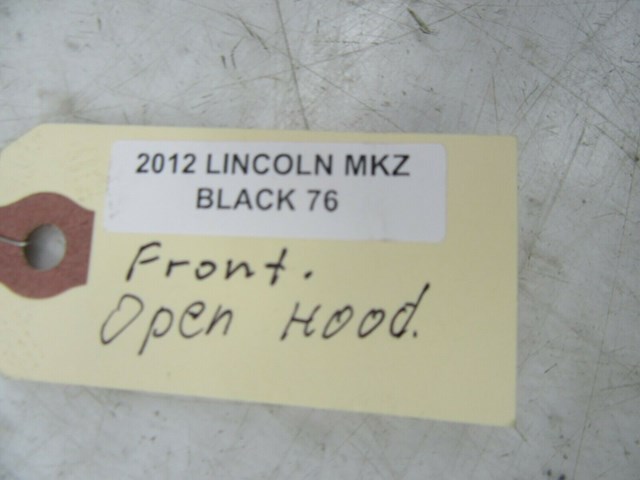 2012 LINCOLN MKZ
BLACK 76
Front.
Open Hood.